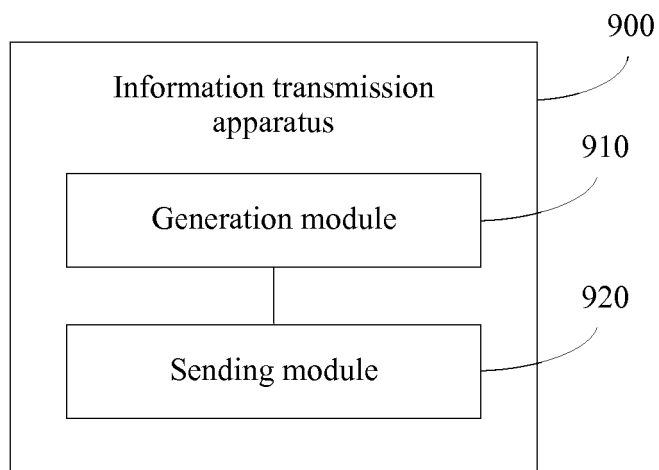 900
Information transmission
apparatus
910
Generation module
920
Sending module